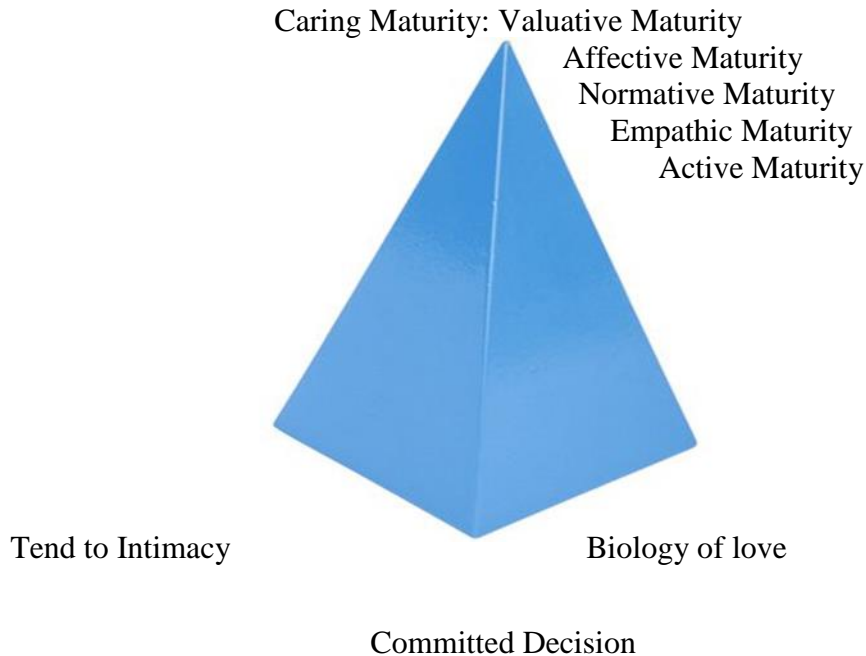 Caring Maturity: Valuative Maturity
Affective Maturity
Normative Maturity
Empathic Maturity
Active Maturity
Tend to Intimacy
Biology of love
Committed Decision